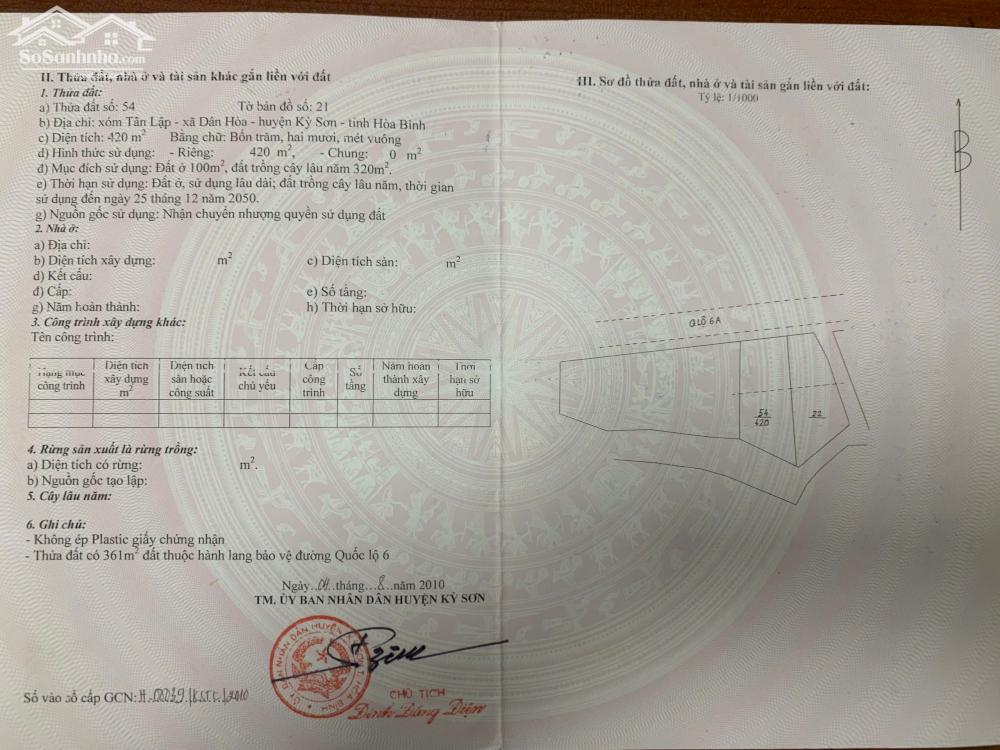 SoSanhnha.com
II. Thửa đất, nhà ở và tài sản khác gắn liền với đất
1. Thửa đất:
a) Thửa đất số: 54 Tờ bản đồ số: 21
b) Địa chỉ: xóm Tân Lập - xã Dân Hòa - huyện Kỳ Sơn - tỉnh Hòa Bình
c) Diện tích: 420 m² Bằng chữ: Bốn trăm, hai mươi, mét vuông
d) Hình thức sử dụng: - Riêng: 420 m², - Chung: 0 m²
đ) Mục đích sử dụng: Đất ở 100m², đất trồng cây lâu năm 320m².
e) Thời hạn sử dụng: Đất ở, sử dụng lâu dài; đất trồng cây lâu năm, thời gian
sử dụng đến ngày 25 tháng 12 năm 2050.
g) Nguồn gốc sử dụng: Nhận chuyển nhượng quyền sử dụng đất
2. Nhà ở:
a) Địa chỉ:
b) Diện tích xây dựng: m² c) Diện tích sàn: m²
d) Kết cấu:
đ) Cấp: e) Số tầng:
g) Năm hoàn thành: h) Thời hạn sở hữu:
3. Công trình xây dựng khác:
Tên công trình:
Hạng mục công trình Diện tích xây dựng m² Diện tích sàn hoặc công suất Kết cấu chủ yếu Cấp công trình Số tầng Năm hoàn thành xây dựng Thời hạn sở hữu
4. Rừng sản xuất là rừng trồng:
a) Diện tích có rừng: m².
b) Nguồn gốc tạo lập:
5. Cây lâu năm:
6. Ghi chú:
- Không ép Plastic giấy chứng nhận
- Thửa đất có 361m² đất thuộc hành lang bảo vệ đường Quốc lộ 6
Ngày 04 tháng 8 năm 2010
TM. ỦY BAN NHÂN DÂN HUYỆN KỲ SƠN
CHỦ TỊCH
Đinh Đăng Điện
Số vào sổ cấp GCN:
III. Sơ đồ thửa đất, nhà ở và tài sản gắn liền với đất:
Tỷ lệ: 1/1000
B
QLỘ 6A
54
420
22